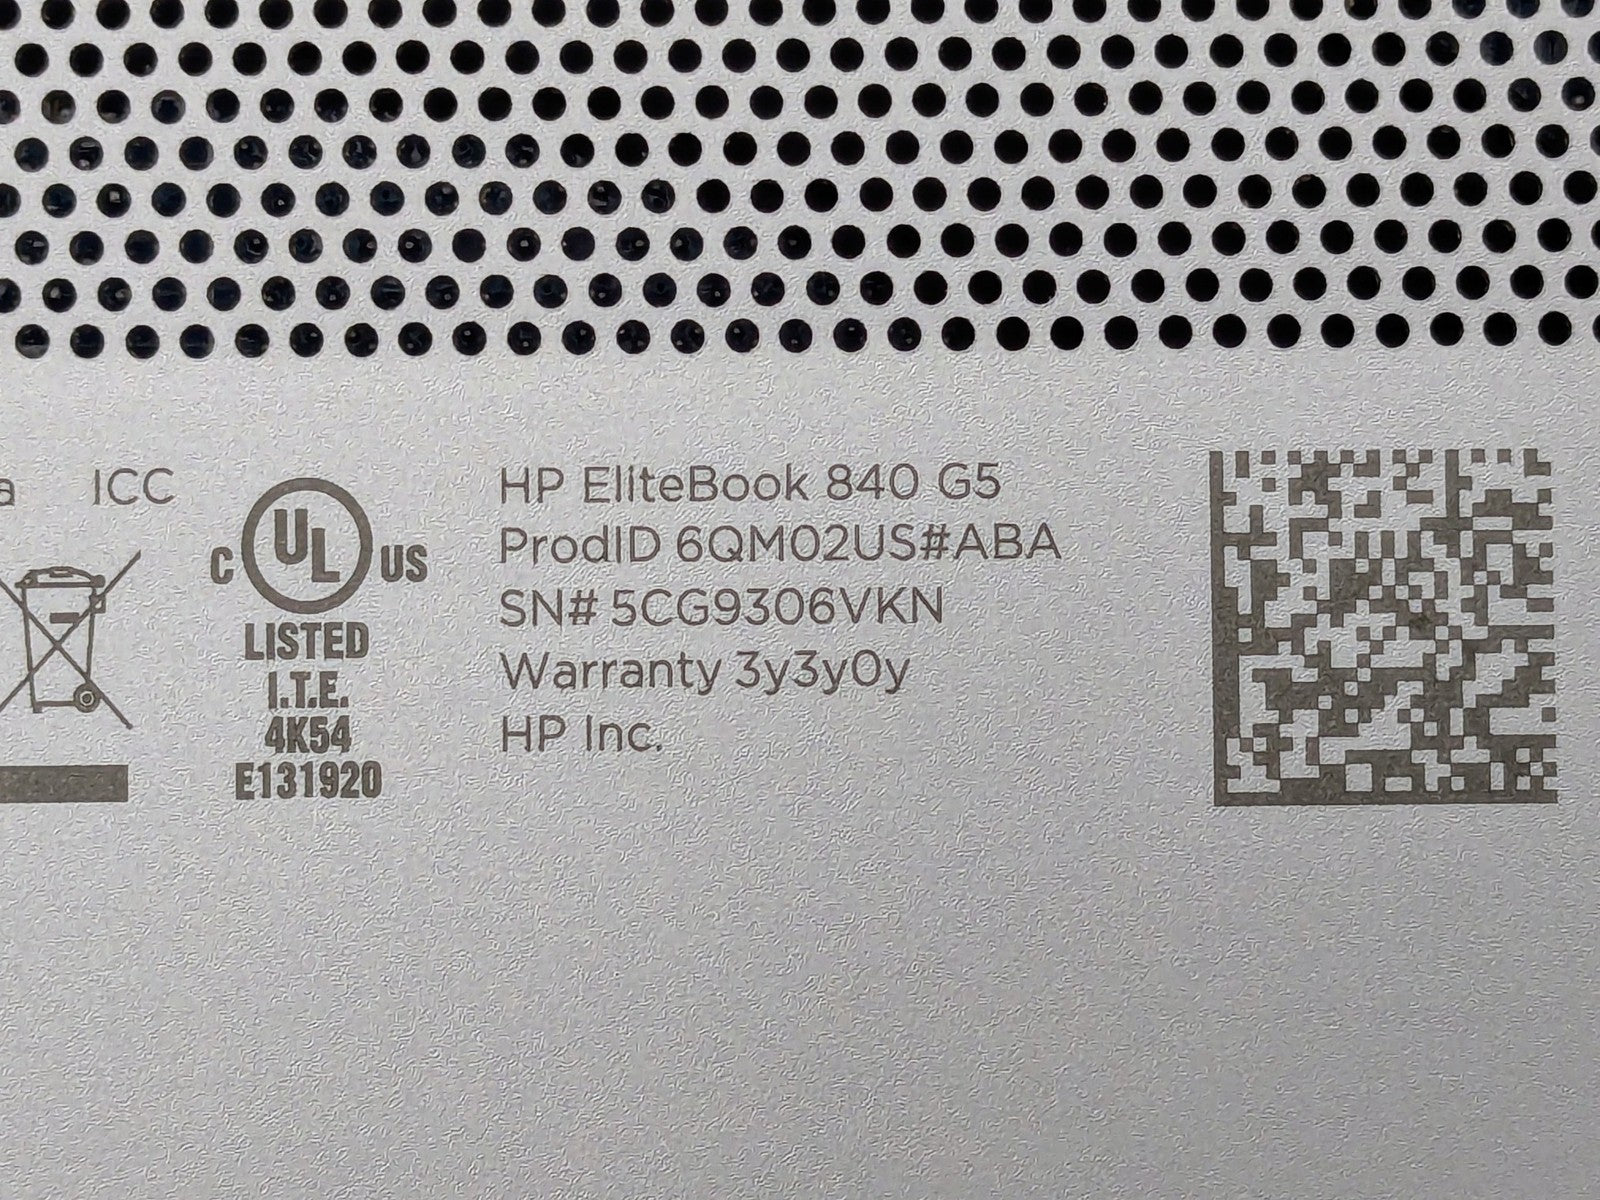 a ICC
HP EliteBook 840 G5
ProdID 6QM02US#ABA
SN# 5CG9306VKN
Warranty 3y3y0y
HP Inc.
C UL US
LISTED
I.T.E.
4K54
E131920